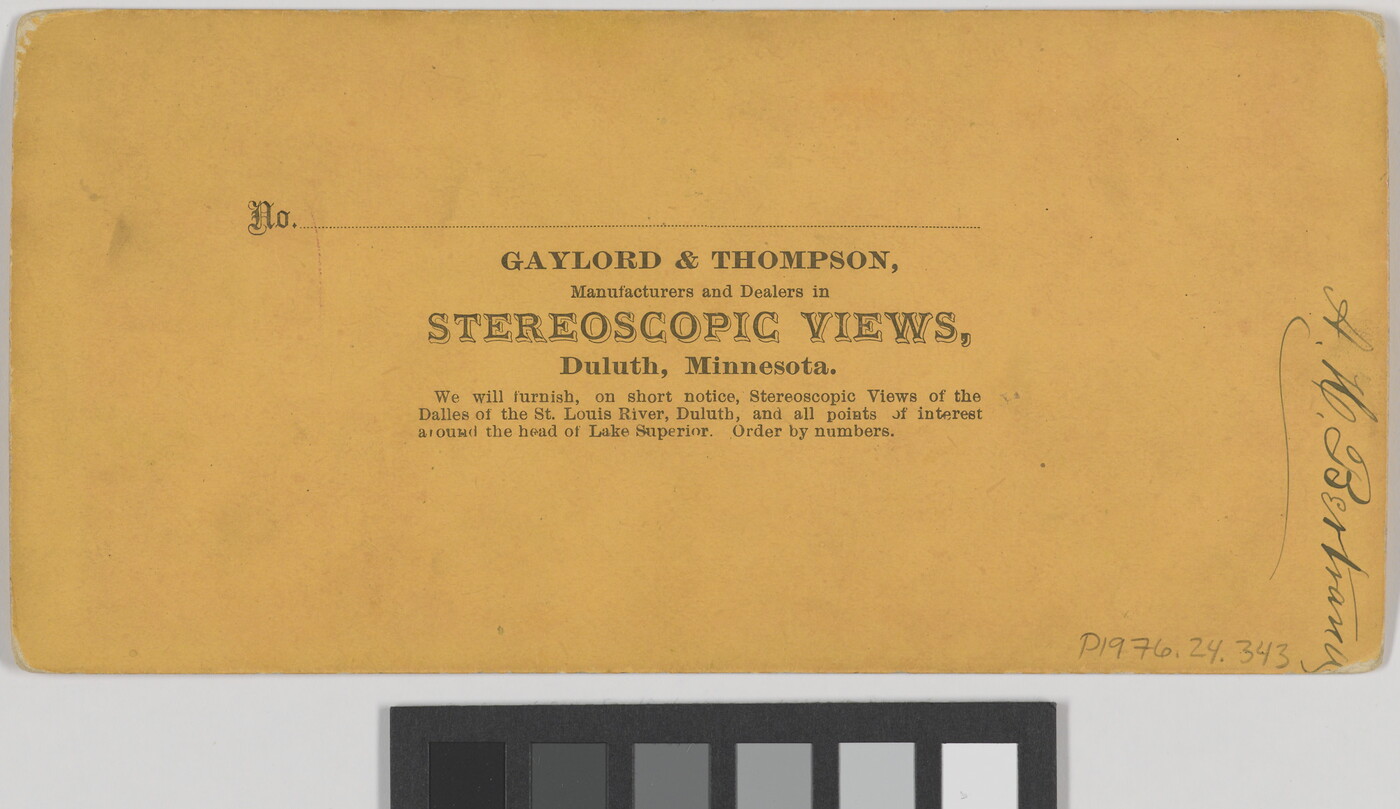 No.
GAYLORD & THOMPSON,
Manufacturers and Dealers in
STEREOSCOPIC VIEWS,
Duluth, Minnesota.
We will furnish, on short notice, Stereoscopic Views of the
Dalles of the St. Louis River, Duluth, and all points of interest
around the head of Lake Superior. Order by numbers.
P1976.24.343